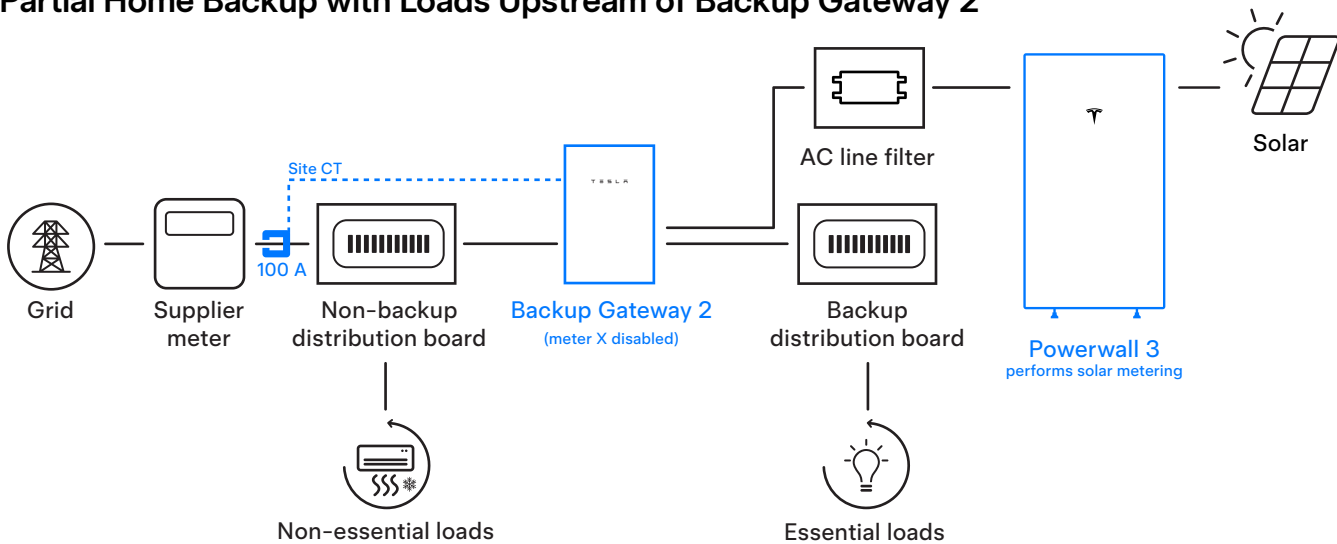 Partial Home Backup with Loads Upstream of Backup Gateway 2
Site CT
100 A
TESLA
Grid
Supplier
meter
Non-backup
distribution board
Backup Gateway 2
(meter X disabled)
AC line filter
Backup
distribution board
Powerwall 3
performs solar metering
Solar
Non-essential loads
Essential loads